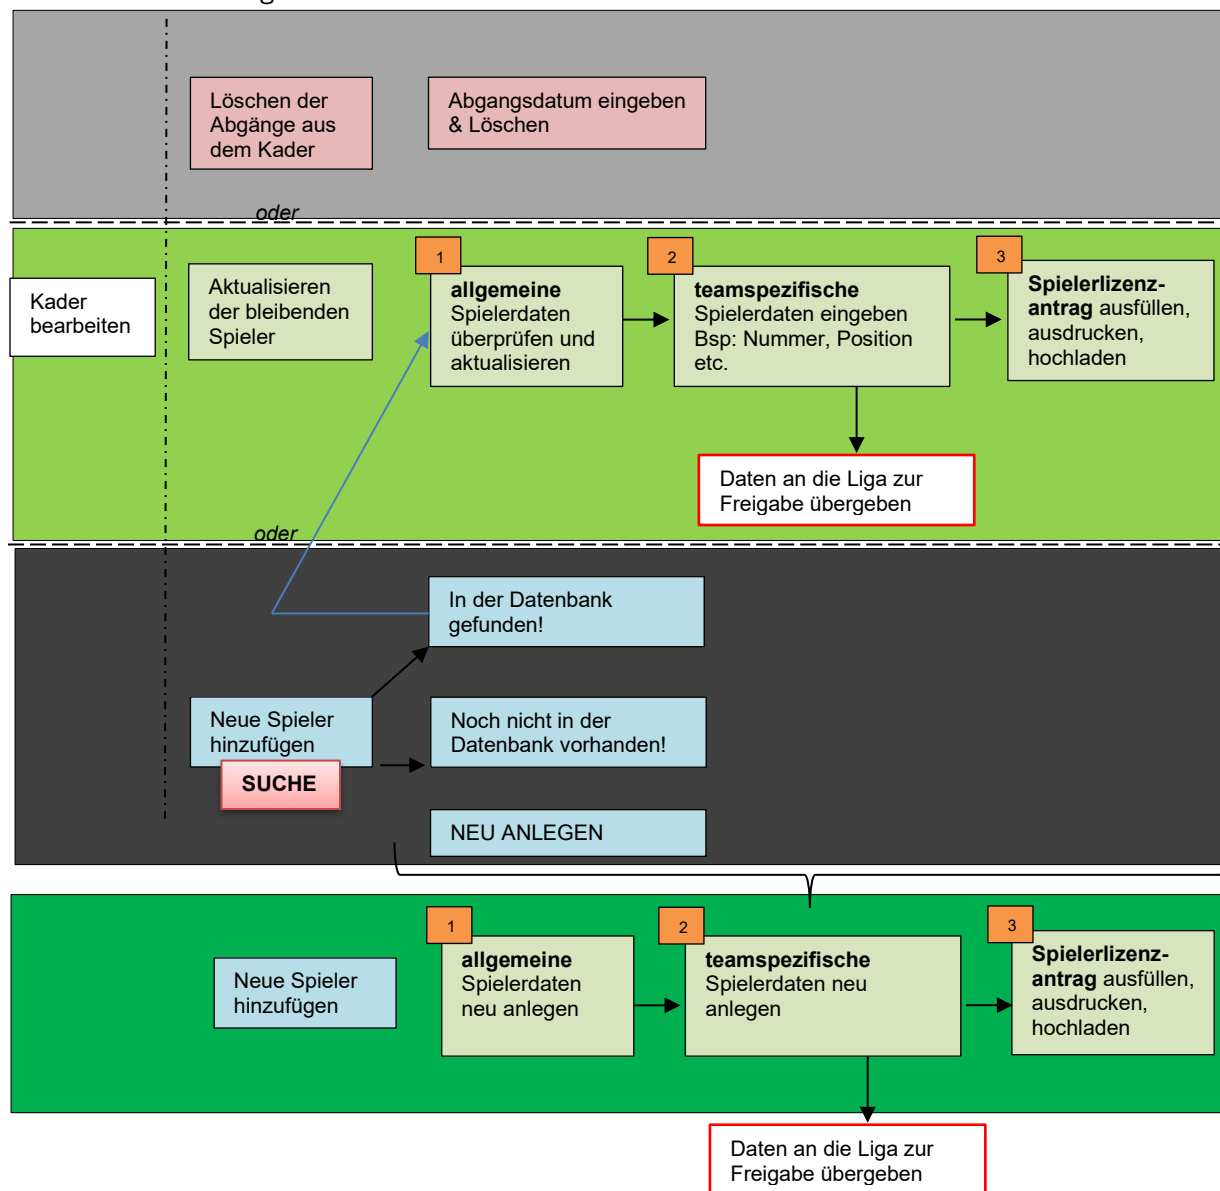 Löschen der
Abgänge aus
dem Kader
Abgangsdatum eingeben
& Löschen
oder
Kader
bearbeiten
Aktualisieren
der bleibenden
Spieler
1
allgemeine
Spielerdaten
überprüfen und
aktualisieren
2
teamspezifische
Spielerdaten eingeben
Bsp: Nummer, Position
etc.
3
Spielerlizenz-
antrag ausfüllen,
ausdrucken,
hochladen
Daten an die Liga zur
Freigabe übergeben
oder
In der Datenbank
gefunden!
Neue Spieler
hinzufügen
SUCHE
Noch nicht in der
Datenbank vorhanden!
NEU ANLEGEN
Neue Spieler
hinzufügen
1
allgemeine
Spielerdaten
neu anlegen
2
teamspezifische
Spielerdaten neu
anlegen
3
Spielerlizenz-
antrag ausfüllen,
ausdrucken,
hochladen
Daten an die Liga zur
Freigabe übergeben